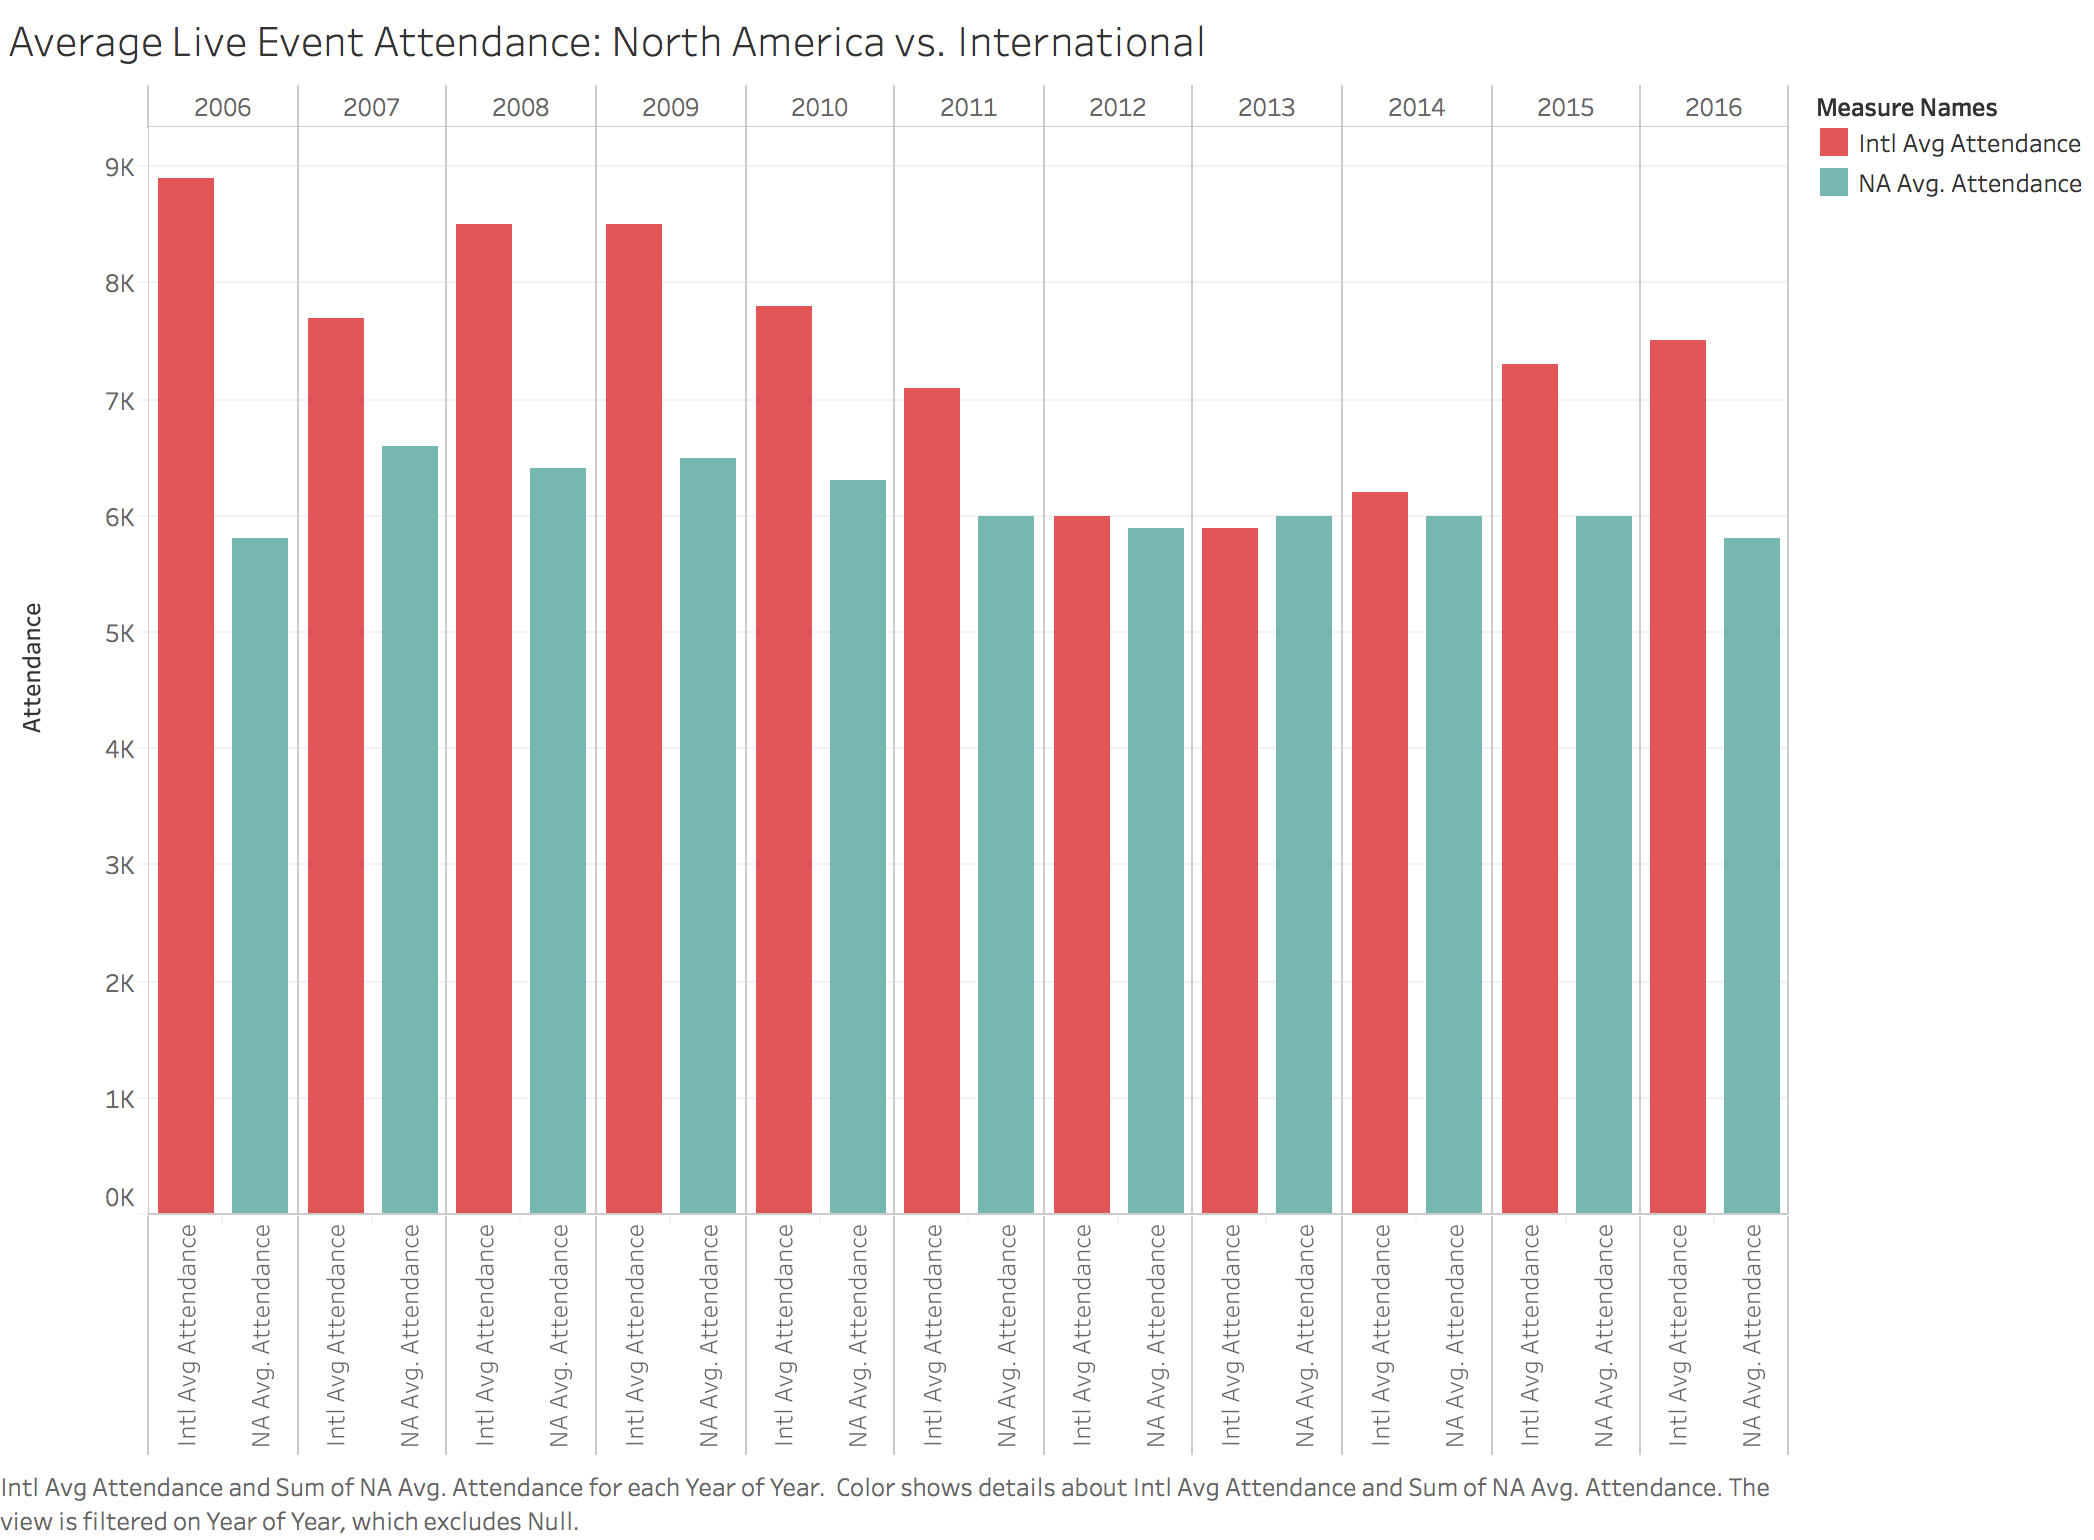 Average Live Event Attendance: North America vs. International
2006 2007 2008 2009 2010 2011 2012 2013 2014 2015 2016
Measure Names
Intl Avg Attendance
NA Avg. Attendance
9K
8K
7K
6K
5K
4K
3K
2K
1K
0K
Attendance
Intl Avg Attendance
NA Avg. Attendance
Intl Avg Attendance
NA Avg. Attendance
Intl Avg Attendance
NA Avg. Attendance
Intl Avg Attendance
NA Avg. Attendance
Intl Avg Attendance
NA Avg. Attendance
Intl Avg Attendance
NA Avg. Attendance
Intl Avg Attendance
NA Avg. Attendance
Intl Avg Attendance
NA Avg. Attendance
Intl Avg Attendance
NA Avg. Attendance
Intl Avg Attendance
NA Avg. Attendance
Intl Avg Attendance
NA Avg. Attendance
Intl Avg Attendance and Sum of NA Avg. Attendance for each Year of Year.  Color shows details about Intl Avg Attendance and Sum of NA Avg. Attendance. The
view is filtered on Year of Year, which excludes Null.